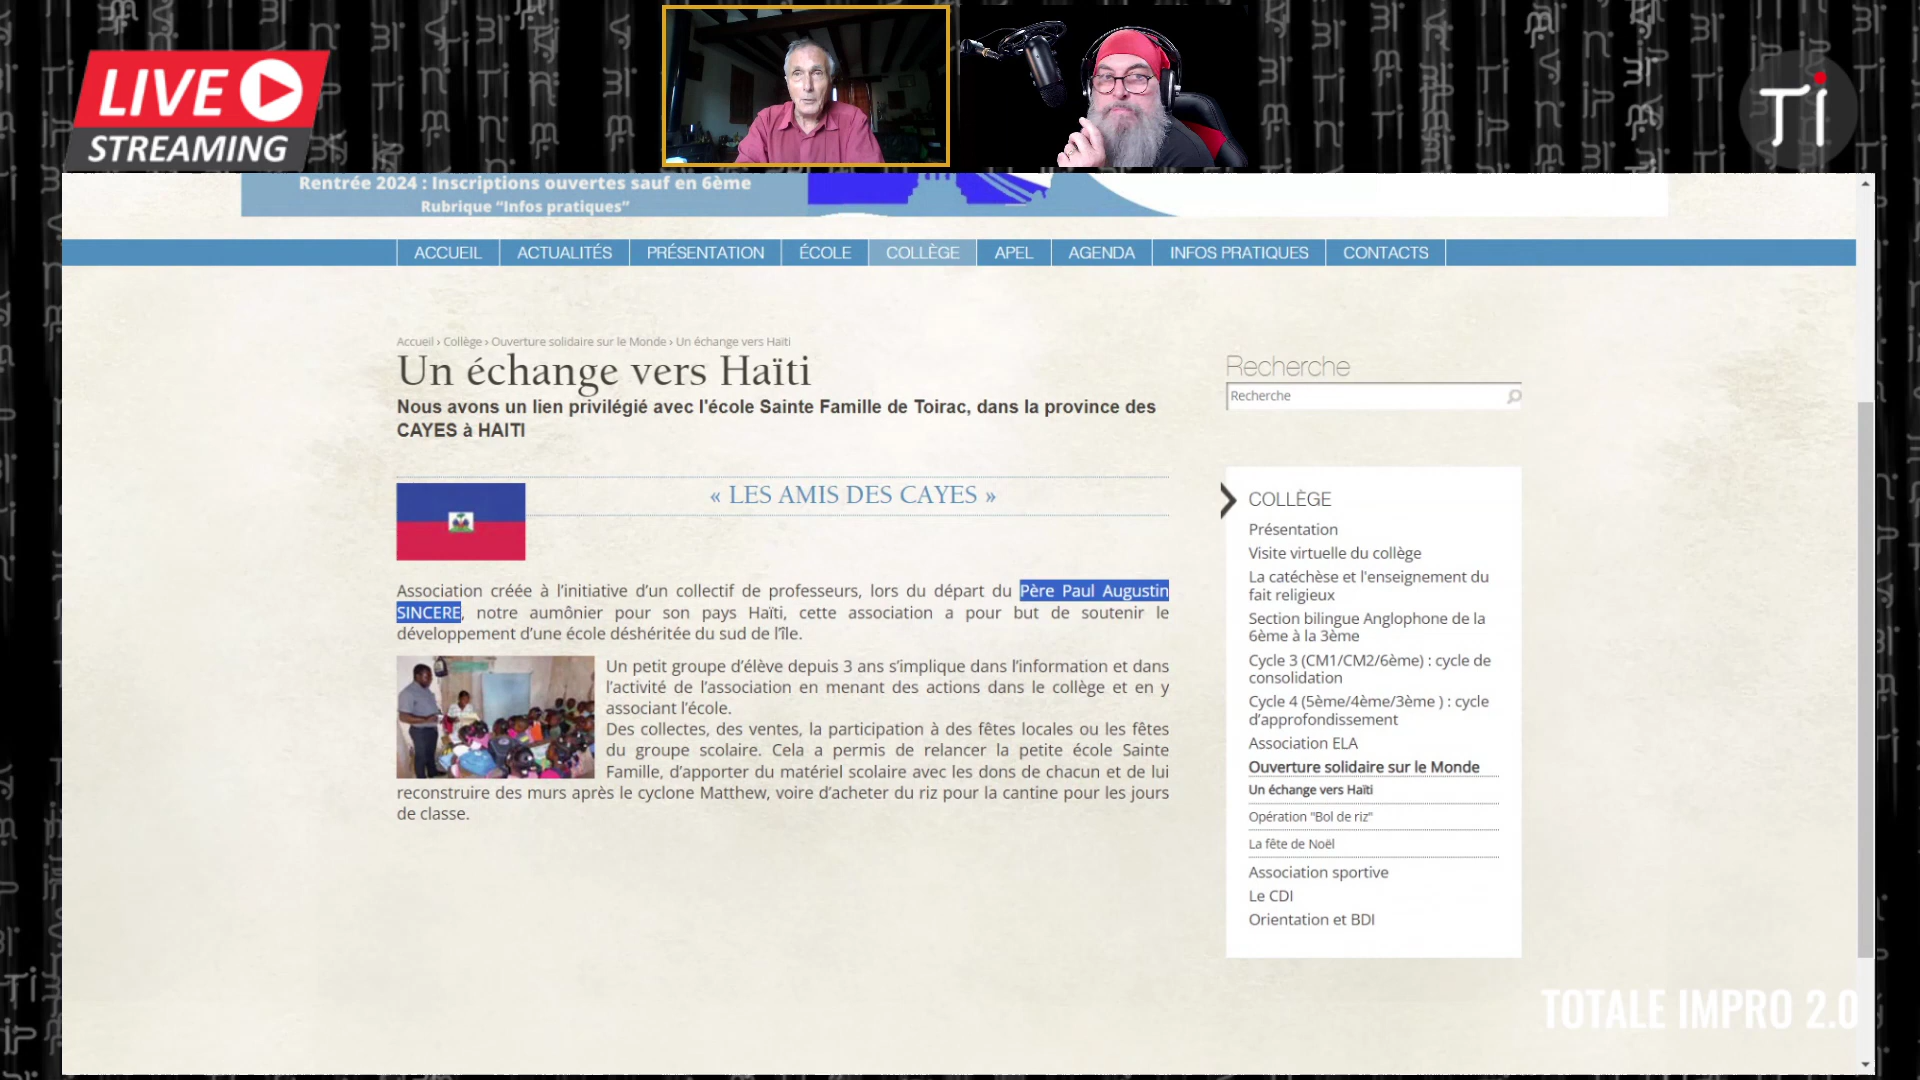 LIVE
STREAMING
Ti
Rentrée 2024 : Inscriptions ouvertes sauf en 6ème
Rubrique “Infos pratiques”
ACCUEIL ACTUALITÉS PRÉSENTATION ÉCOLE COLLÈGE APEL AGENDA INFOS PRATIQUES CONTACTS
Accueil › Collège › Ouverture solidaire sur le Monde › Un échange vers Haïti
Un échange vers Haïti
Nous avons un lien privilégié avec l'école Sainte Famille de Toirac, dans la province des
CAYES à HAITI
« LES AMIS DES CAYES »
Association créée à l’initiative d’un collectif de professeurs, lors du départ du Père Paul Augustin
SINCERE, notre aumônier pour son pays Haïti, cette association a pour but de soutenir le
développement d’une école déshéritée du sud de l’île.
Un petit groupe d’élève depuis 3 ans s’implique dans l’information et dans
l’activité de l’association en menant des actions dans le collège et en y
associant l’école.
Des collectes, des ventes, la participation à des fêtes locales ou les fêtes
du groupe scolaire. Cela a permis de relancer la petite école Sainte
Famille, d’apporter du matériel scolaire avec les dons de chacun et de lui
reconstruire des murs après le cyclone Matthew, voire d’acheter du riz pour la cantine pour les jours
de classe.
Recherche
Recherche
COLLÈGE
Présentation
Visite virtuelle du collège
La catéchèse et l'enseignement du
fait religieux
Section bilingue Anglophone de la
6ème à la 3ème
Cycle 3 (CM1/CM2/6ème) : cycle de
consolidation
Cycle 4 (5ème/4ème/3ème ) : cycle
d’approfondissement
Association ELA
Ouverture solidaire sur le Monde
Un échange vers Haïti
Opération "Bol de riz"
La fête de Noël
Association sportive
Le CDI
Orientation et BDI
TOTALE IMPRO 2.0